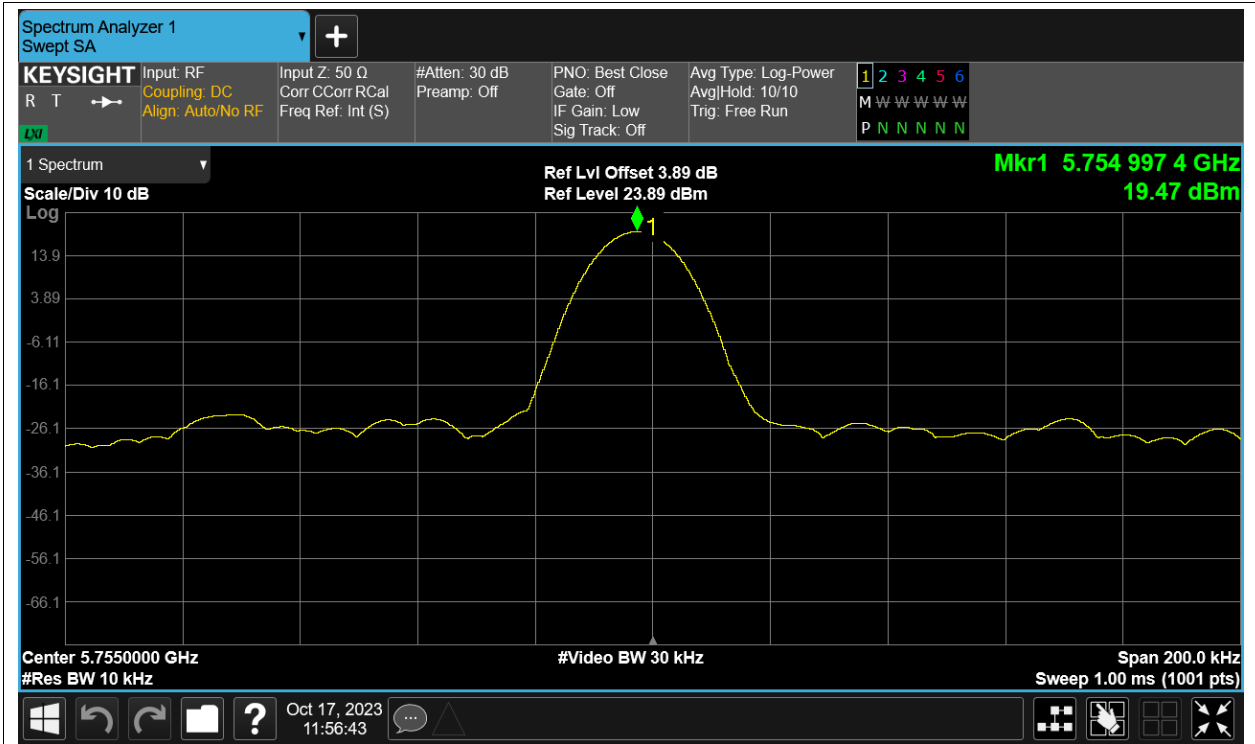 Spectrum Analyzer 1
Swept SA
KEYSIGHT
R T
LXI
Input: RF
Coupling: DC
Align: Auto/No RF
Input Z: 50 Ω
Corr CCorr RCal
Freq Ref: Int (S)
#Atten: 30 dB
Preamp: Off
PNO: Best Close
Gate: Off
IF Gain: Low
Sig Track: Off
Avg Type: Log-Power
Avg|Hold: 10/10
Trig: Free Run
1 2 3 4 5 6
M W W W W W
P N N N N N
1 Spectrum
Scale/Div 10 dB
Log
Ref Lvl Offset 3.89 dB
Ref Level 23.89 dBm
Mkr1 5.754 997 4 GHz
19.47 dBm
1
13.9
3.89
-6.11
-16.1
-26.1
-36.1
-46.1
-56.1
-66.1
Center 5.7550000 GHz
#Res BW 10 kHz
#Video BW 30 kHz
Span 200.0 kHz
Sweep 1.00 ms (1001 pts)
?
Oct 17, 2023
11:56:43